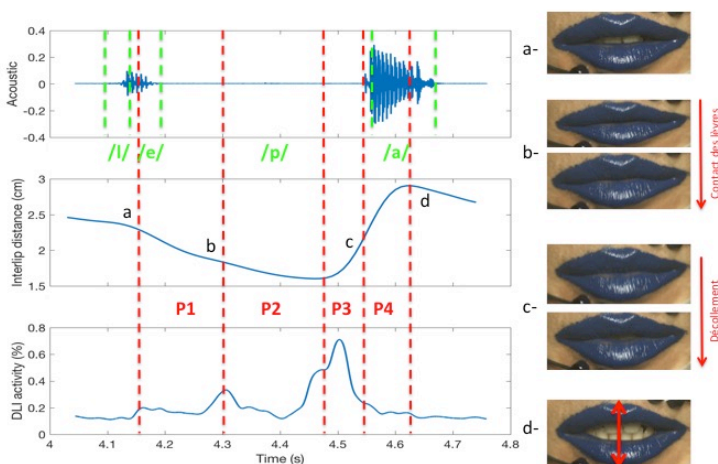 0.4
0.2
0
-0.2
-0.4
Acoustic
/l/ /e/ /p/ /a/
3
2.5
2
1.5
Interlip distance (cm)
a
b
c
d
P1 P2 P3 P4
0.8
0.6
0.4
0.2
0
DLI activity (%)
4 4.1 4.2 4.3 4.4 4.5 4.6 4.7 4.8
Time (s)
a-
b-
Contact des lèvres
c-
Décollement
d-